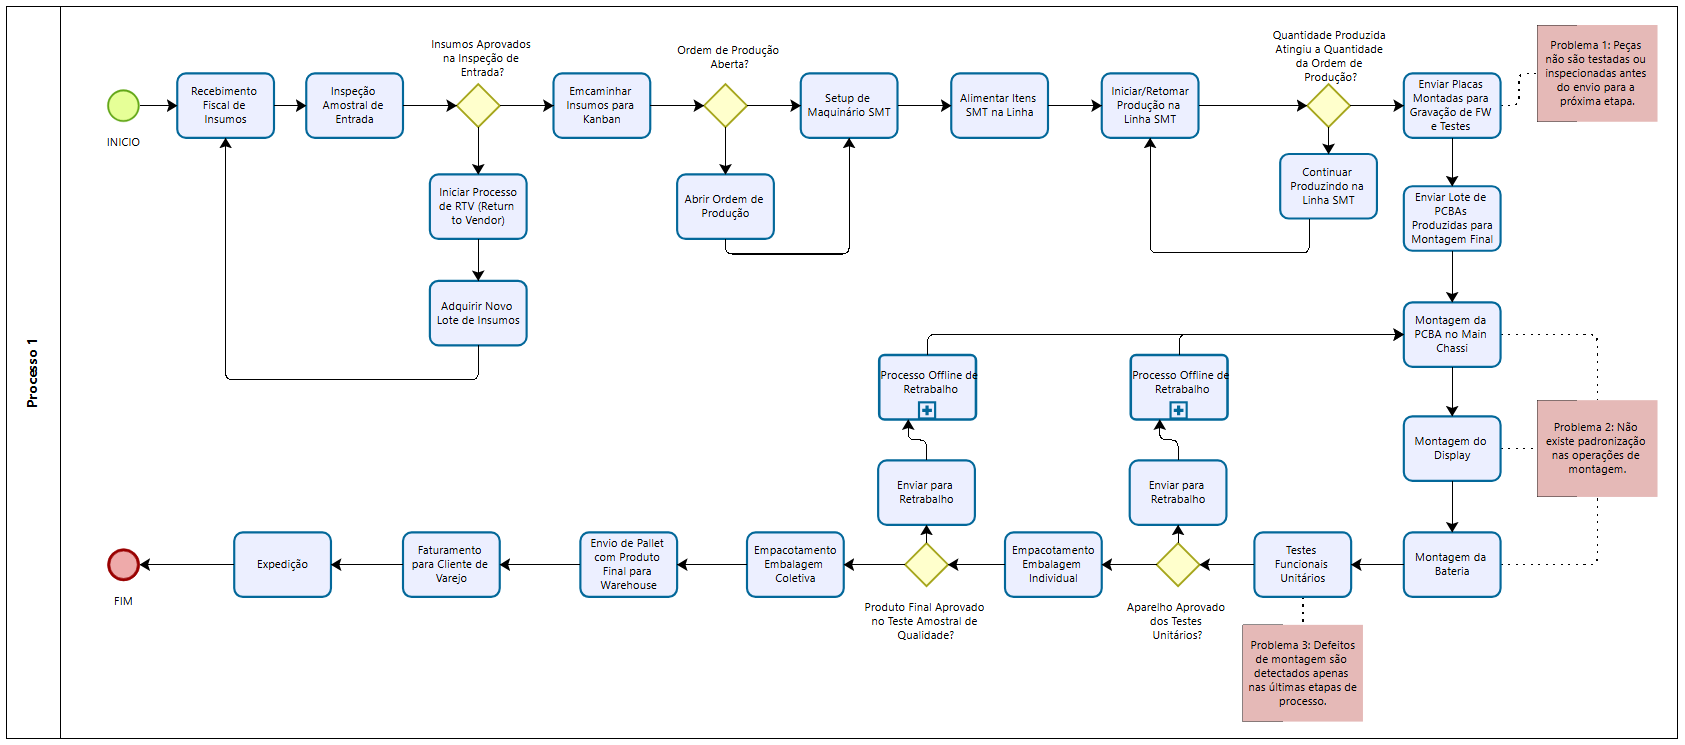 Processo 1
INICIO
Recebimento
Fiscal de
Insumos
Inspeção
Amostral de
Entrada
Insumos Aprovados
na Inspeção de
Entrada?
Emcaminhar
Insumos para
Kanban
Ordem de Produção
Aberta?
Setup de
Maquinário SMT
Alimentar Itens
SMT na Linha
Iniciar/Retomar
Produção na
Linha SMT
Quantidade Produzida
Atingiu a Quantidade
da Ordem de
Produção?
Enviar Placas
Montadas para
Gravação de FW
e Testes
Problema 1: Peças
não são testadas ou
inspecionadas antes
do envio para a
próxima etapa.
Iniciar Processo
de RTV (Return
to Vendor)
Abrir Ordem de
Produção
Continuar
Produzindo na
Linha SMT
Enviar Lote de
PCBAs
Produzidas para
Montagem Final
Adquirir Novo
Lote de Insumos
Montagem da
PCBA no Main
Chassi
Processo Offline de
Retrabalho
Processo Offline de
Retrabalho
Montagem do
Display
Problema 2: Não
existe padronização
nas operações de
montagem.
Enviar para
Retrabalho
Enviar para
Retrabalho
FIM
Expedição
Faturamento
para Cliente de
Varejo
Envio de Pallet
com Produto
Final para
Warehouse
Empacotamento
Embalagem
Coletiva
Produto Final Aprovado
no Teste Amostral de
Qualidade?
Empacotamento
Embalagem
Individual
Aparelho Aprovado
dos Testes
Unitários?
Testes
Funcionais
Unitários
Montagem da
Bateria
Problema 3: Defeitos
de montagem são
detectados apenas
nas últimas etapas de
processo.